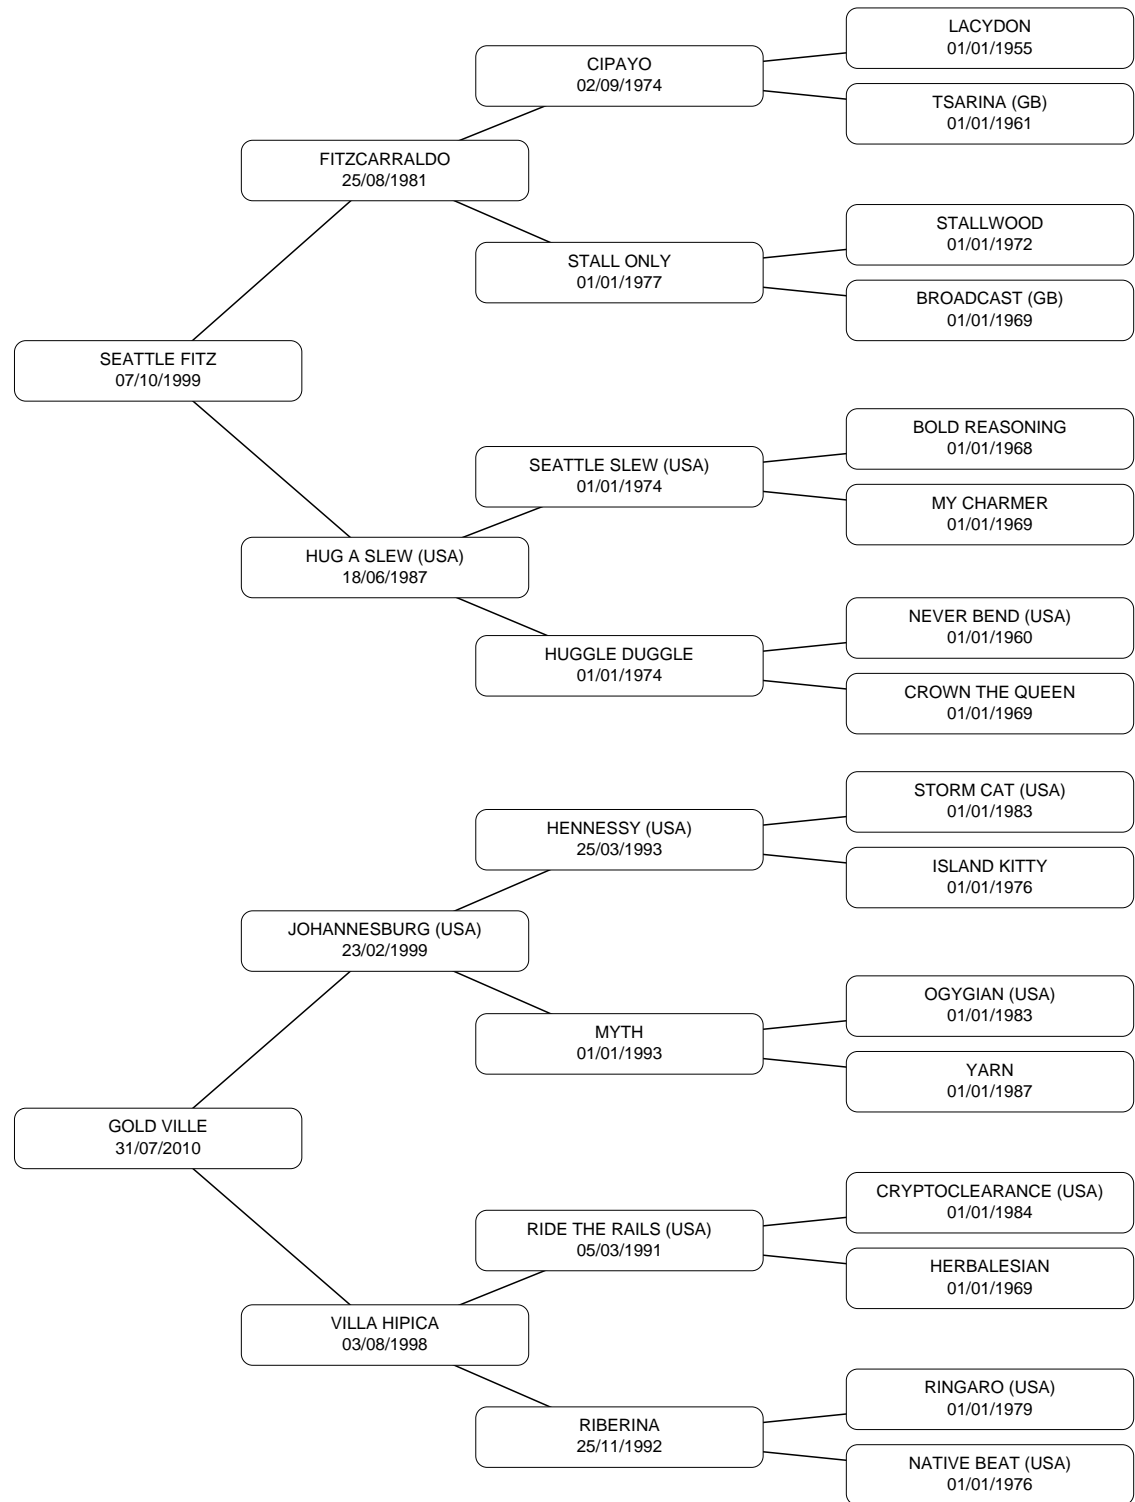 LACYDON
01/01/1955
CIPAYO
02/09/1974
TSARINA (GB)
01/01/1961
FITZCARRALDO
25/08/1981
STALLWOOD
01/01/1972
STALL ONLY
01/01/1977
BROADCAST (GB)
01/01/1969
SEATTLE FITZ
07/10/1999
BOLD REASONING
01/01/1968
SEATTLE SLEW (USA)
01/01/1974
MY CHARMER
01/01/1969
HUG A SLEW (USA)
18/06/1987
NEVER BEND (USA)
01/01/1960
HUGGLE DUGGLE
01/01/1974
CROWN THE QUEEN
01/01/1969
STORM CAT (USA)
01/01/1983
HENNESSY (USA)
25/03/1993
ISLAND KITTY
01/01/1976
JOHANNESBURG (USA)
23/02/1999
OGYGIAN (USA)
01/01/1983
MYTH
01/01/1993
YARN
01/01/1987
GOLD VILLE
31/07/2010
CRYPTOCLEARANCE (USA)
01/01/1984
RIDE THE RAILS (USA)
05/03/1991
HERBALESIAN
01/01/1969
VILLA HIPICA
03/08/1998
RINGARO (USA)
01/01/1979
RIBERINA
25/11/1992
NATIVE BEAT (USA)
01/01/1976